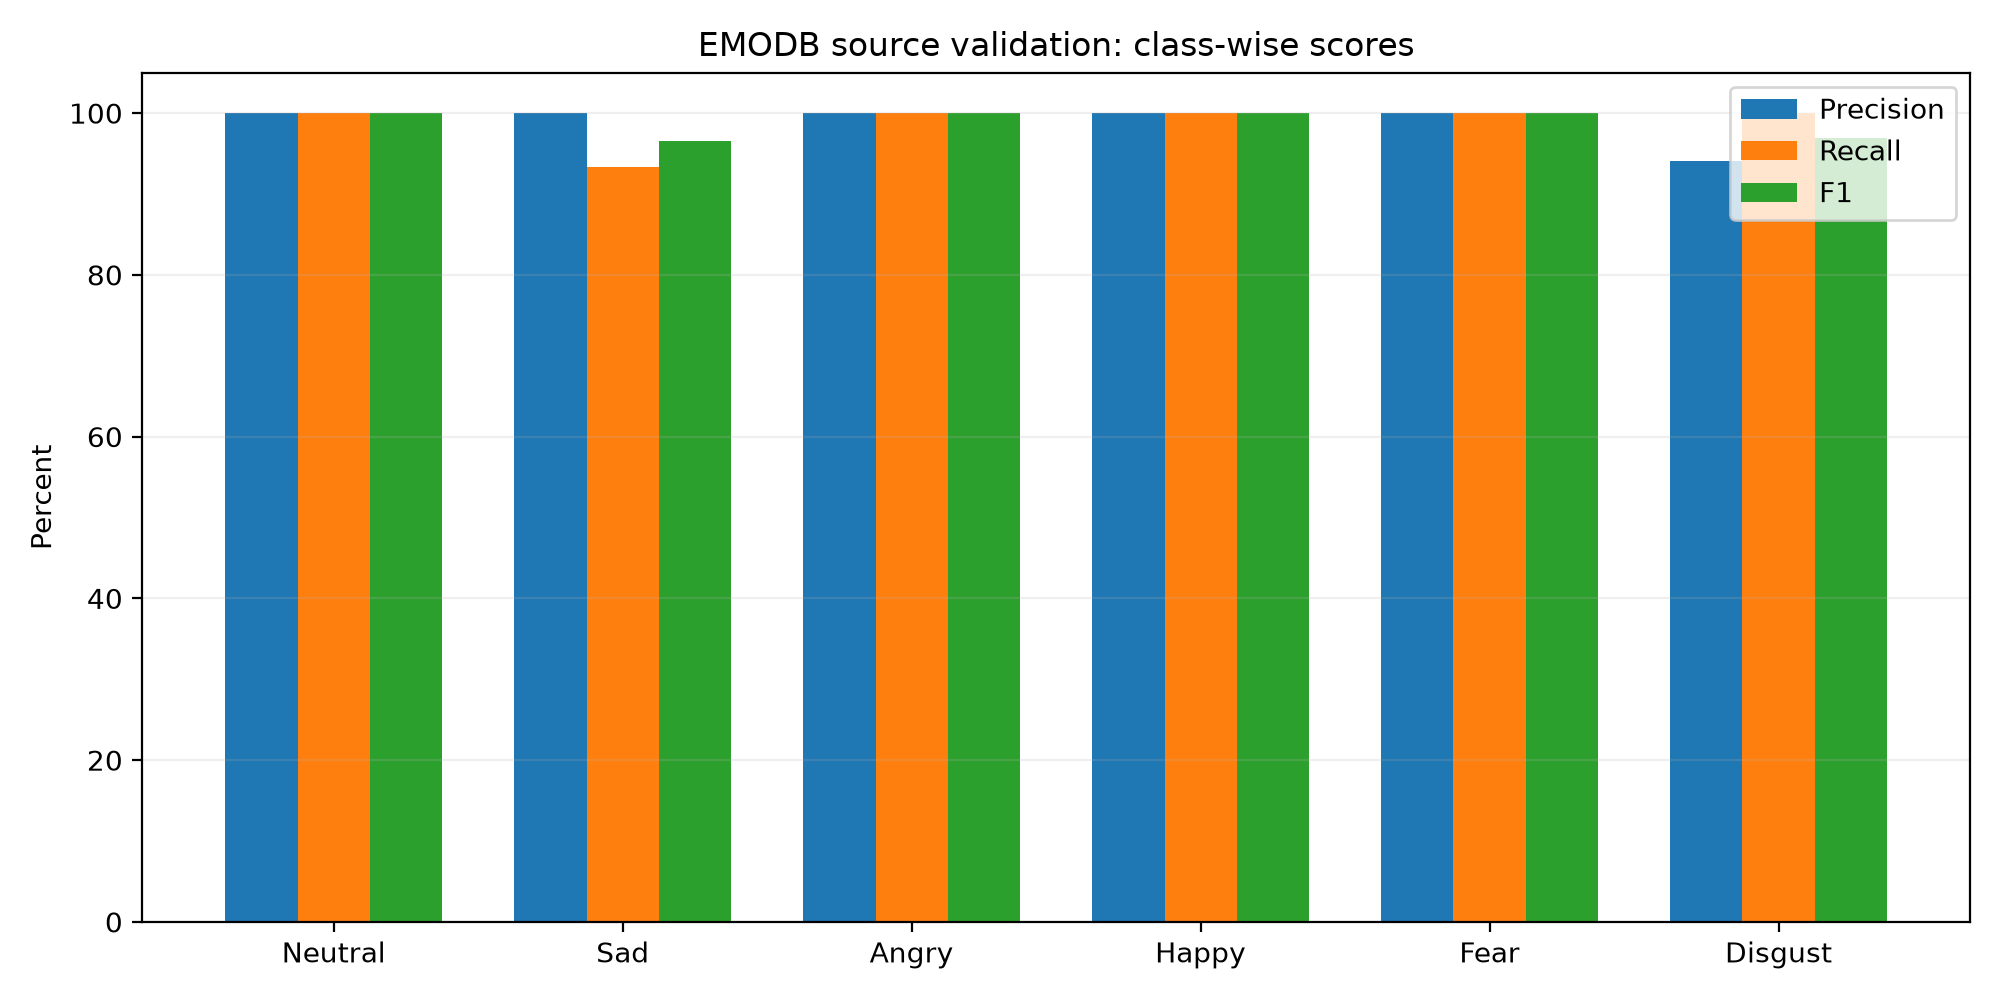 EMODB source validation: class-wise scores
Precision
Recall
F1
100
80
60
40
20
0
Percent
Neutral
Sad
Angry
Happy
Fear
Disgust